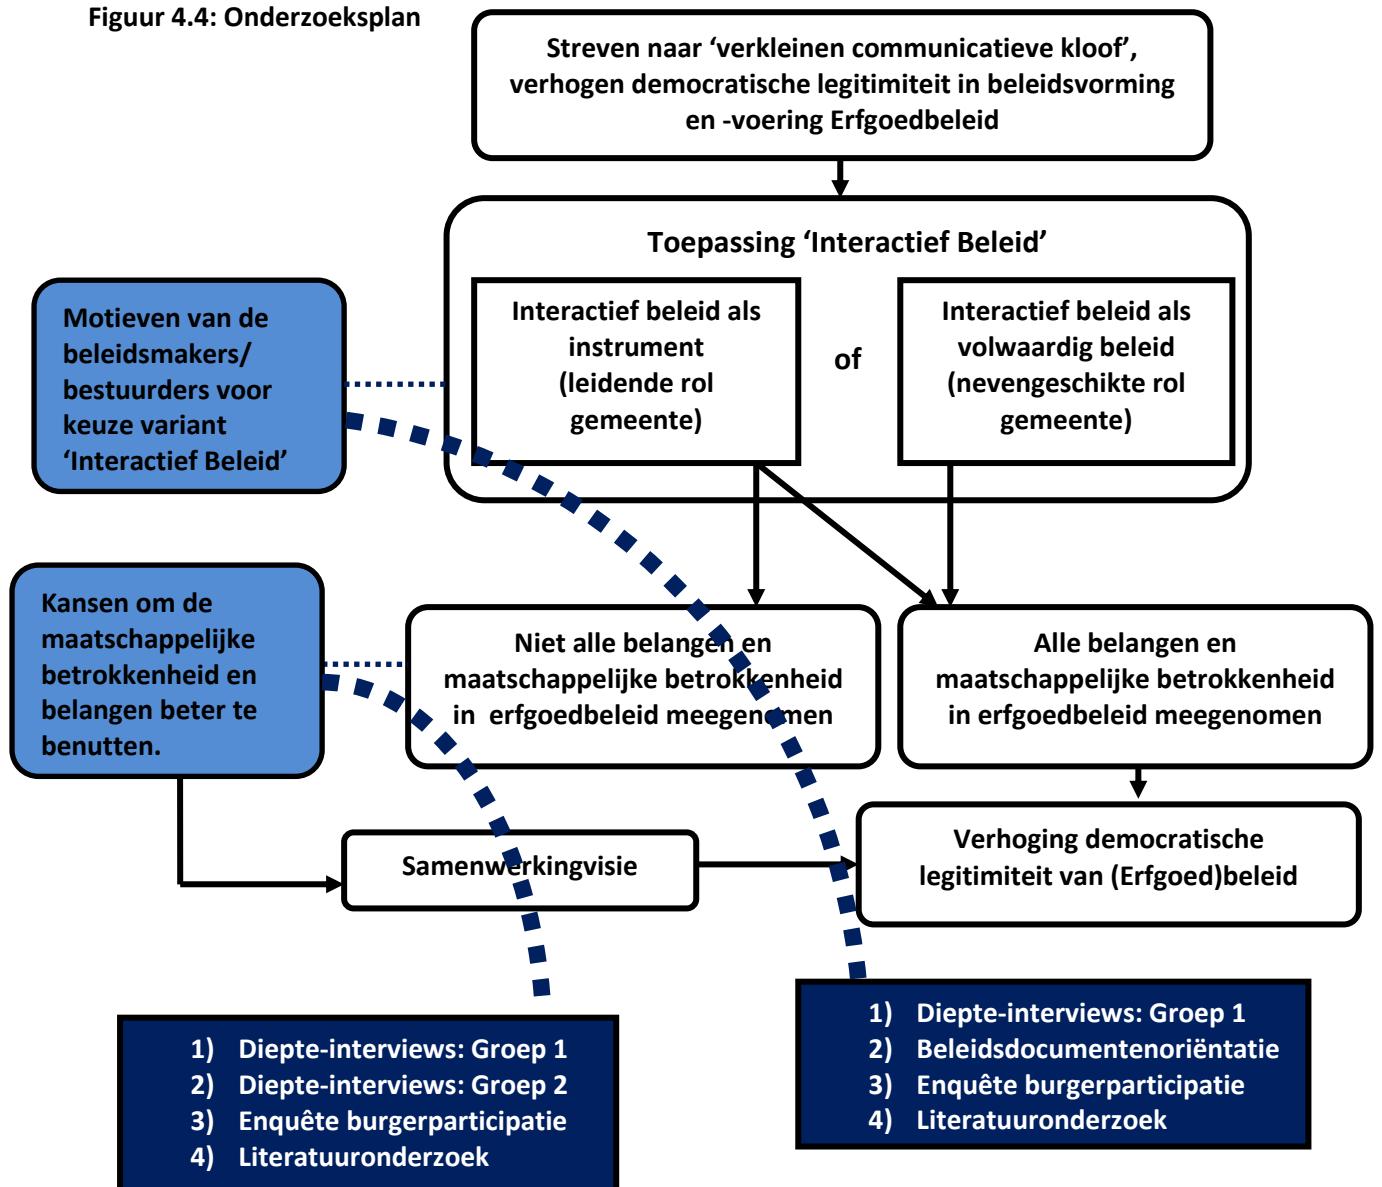 Figuur 4.4: Onderzoeksplan
Streven naar ‘verkleinen communicatieve kloof’,
verhogen democratische legitimiteit in beleidsvorming
en -voering Erfgoedbeleid
Toepassing ‘Interactief Beleid’
Interactief beleid als
instrument
(leidende rol
gemeente)
of
Interactief beleid als
volwaardig beleid
(nevengeschikte rol
gemeente)
Motieven van de
beleidsmakers/
bestuurders voor
keuze variant
‘Interactief Beleid’
Kansen om de
maatschappelijke
betrokkenheid en
belangen beter te
benutten.
Niet alle belangen en
maatschappelijke betrokkenheid
in erfgoedbeleid meegenomen
Alle belangen en
maatschappelijke betrokkenheid
in erfgoedbeleid meegenomen
Samenwerkingvisie
Verhoging democratische
legitimiteit van (Erfgoed)beleid
1) Diepte-interviews: Groep 1
2) Diepte-interviews: Groep 2
3) Enquête burgerparticipatie
4) Literatuuronderzoek
1) Diepte-interviews: Groep 1
2) Beleidsdocumentenoriëntatie
3) Enquête burgerparticipatie
4) Literatuuronderzoek